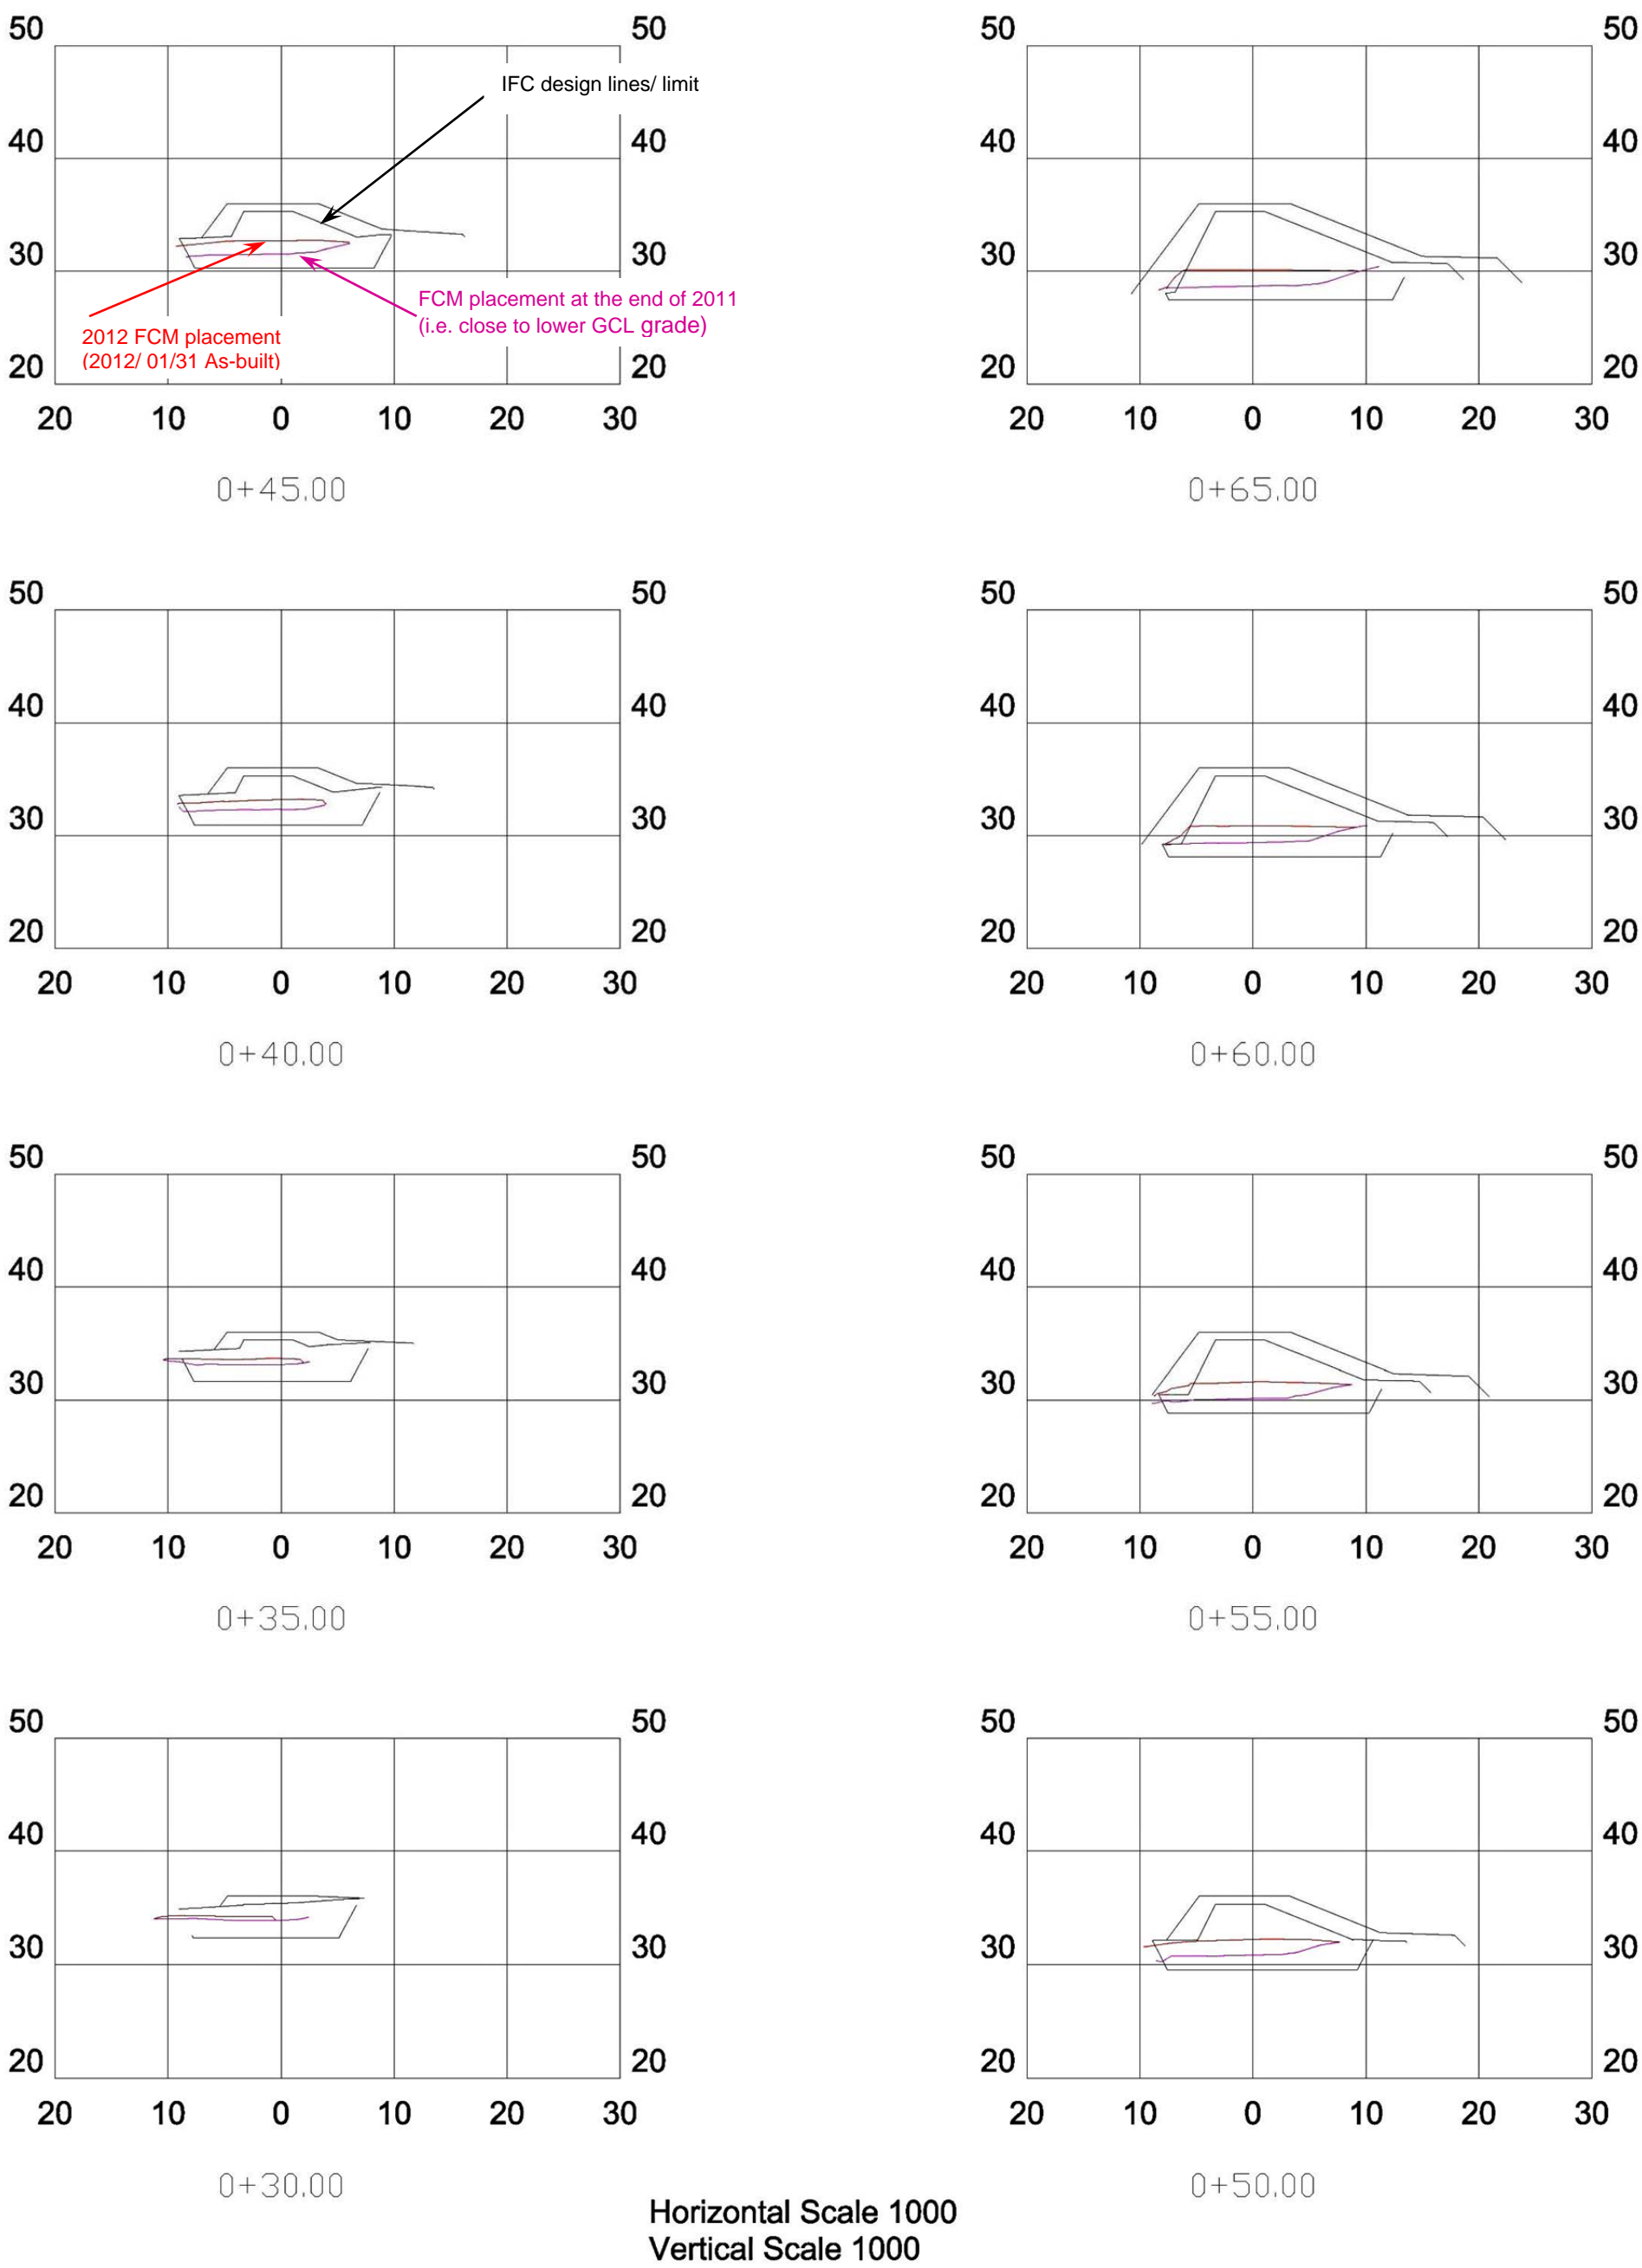 50 50 50 50
IFC design lines/ limit
40 40 40 40
30 30 30 30
FCM placement at the end of 2011
(i.e. close to lower GCL grade)
2012 FCM placement
(2012/ 01/31 As-built)
20 20 20 20
20 10 0 10 20 30 20 10 0 10 20 30
0+45.00 0+65.00
50 50 50 50
40 40 40 40
30 30 30 30
20 20 20 20
20 10 0 10 20 30 20 10 0 10 20 30
0+40.00 0+60.00
50 50 50 50
40 40 40 40
30 30 30 30
20 20 20 20
20 10 0 10 20 30 20 10 0 10 20 30
0+35.00 0+55.00
50 50 50 50
40 40 40 40
30 30 30 30
20 20 20 20
20 10 0 10 20 30 20 10 0 10 20 30
0+30.00 0+50.00
Horizontal Scale 1000
Vertical Scale 1000